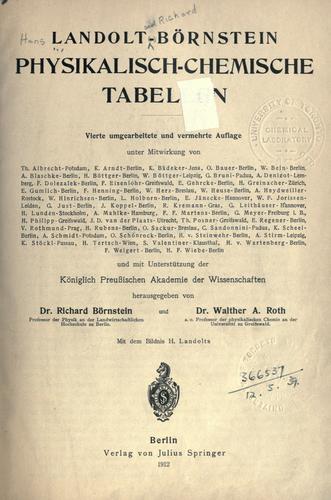 Hans and Richard
LANDOLT-BÖRNSTEIN
PHYSIKALISCH-CHEMISCHE
TABELLEN
Vierte umgearbeitete und vermehrte Auflage
unter Mitwirkung von
Th. Albrecht-Potsdam, K. Arndt-Berlin, K. Bädeker-Jena, O. Bauer-Berlin, W. Bein-Berlin,
A. Blaschke-Berlin, H. Böttger-Berlin, W. Böttger-Leipzig, G. Bruni-Padua, A. Denizot-Lem-
berg, F. Dolezalek-Berlin, F. Eisenlohr-Greifswald, E. Gehrcke-Berlin, H. Greinacher-Zürich,
E. Gumlich-Berlin, F. Henning-Berlin, W. Herz-Breslau, W. Heuse-Berlin, A. Heydweiller-
Rostock, W. Hinrichsen-Berlin, L. Holborn-Berlin, E. Jänecke-Hannover, W. P. Jorissen-
Leiden, G. Just-Berlin, J. Koppel-Berlin, R. Kremann-Graz, G. Leithäuser-Hannover,
H. Lunden-Stockholm, A. Mahlke-Hamburg, F. F. Martens-Berlin, G. Meyer-Freiburg i. B.,
H. Philipp-Greifswald, J. D. van der Plaats-Utrecht, Th. Posner-Greifswald, E. Regener-Berlin,
V. Rothmund-Prag, H. Rubens-Berlin, O. Sackur-Breslau, C. Sandonnini-Padua, K. Scheel-
Berlin, A. Schmidt-Potsdam, O. Schönrock-Berlin, H. v. Steinwehr-Berlin, A. Stirm-Leipzig,
K. Stöckl-Passau, H. Tertsch-Wien, S. Valentiner-Klausthal, H. v. Wartenberg-Berlin,
F. Weigert-Berlin, H. F. Wiebe-Berlin
und mit Unterstützung der
Königlich Preußischen Akademie der Wissenschaften
herausgegeben von
Dr. Richard Börnstein und Dr. Walther A. Roth
Professor der Physik an der Landwirtschaftlichen a. o. Professor der physikalischen Chemie an der
Hochschule zu Berlin. Universität zu Greifswald.
Mit dem Bildnis H. Landolts
366537
12. 5. 39.
Berlin
Verlag von Julius Springer
1912
CHEMICAL
LABORATORY